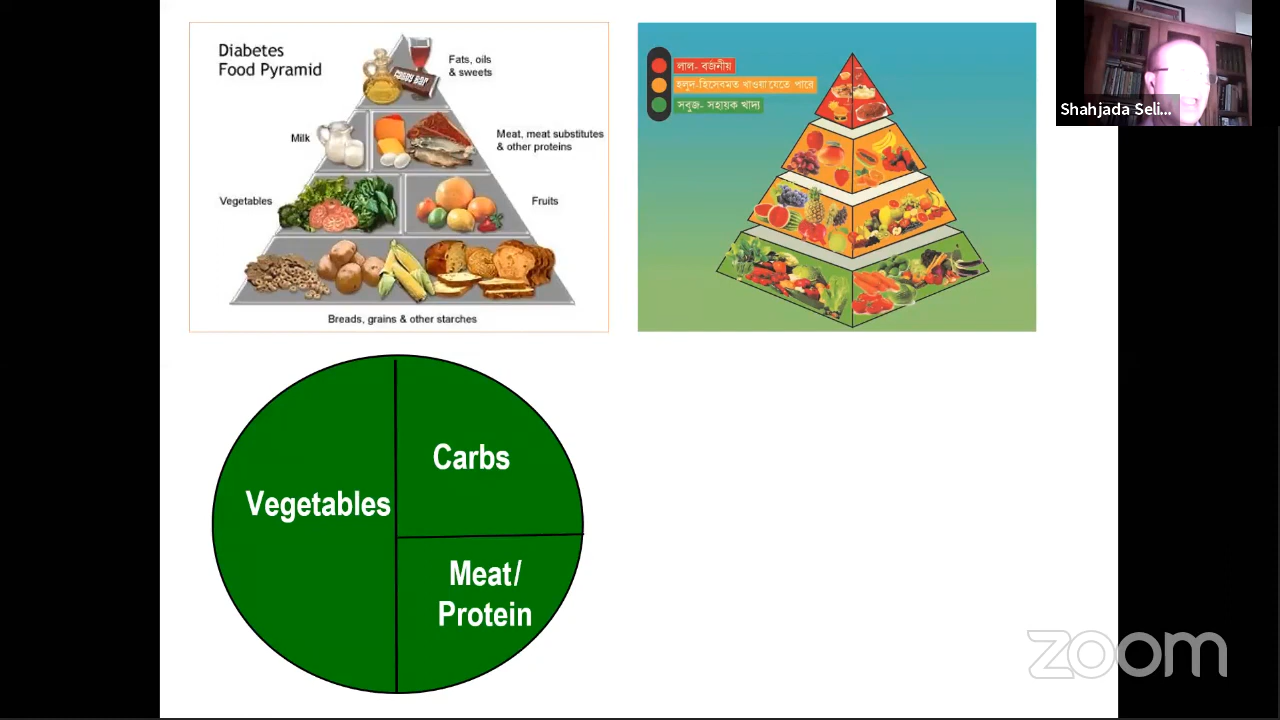 Diabetes
Food Pyramid
Fats, oils
& sweets
Milk
Meat, meat substitutes
& other proteins
Vegetables
Fruits
Breads, grains & other starches
লাল- বর্জনীয়
হলুদ-হিসেবমত খাওয়া যেতে পারে
সবুজ- সহায়ক খাদ্য
Shahjada Seli...
Vegetables
Carbs
Meat/
Protein
zoom